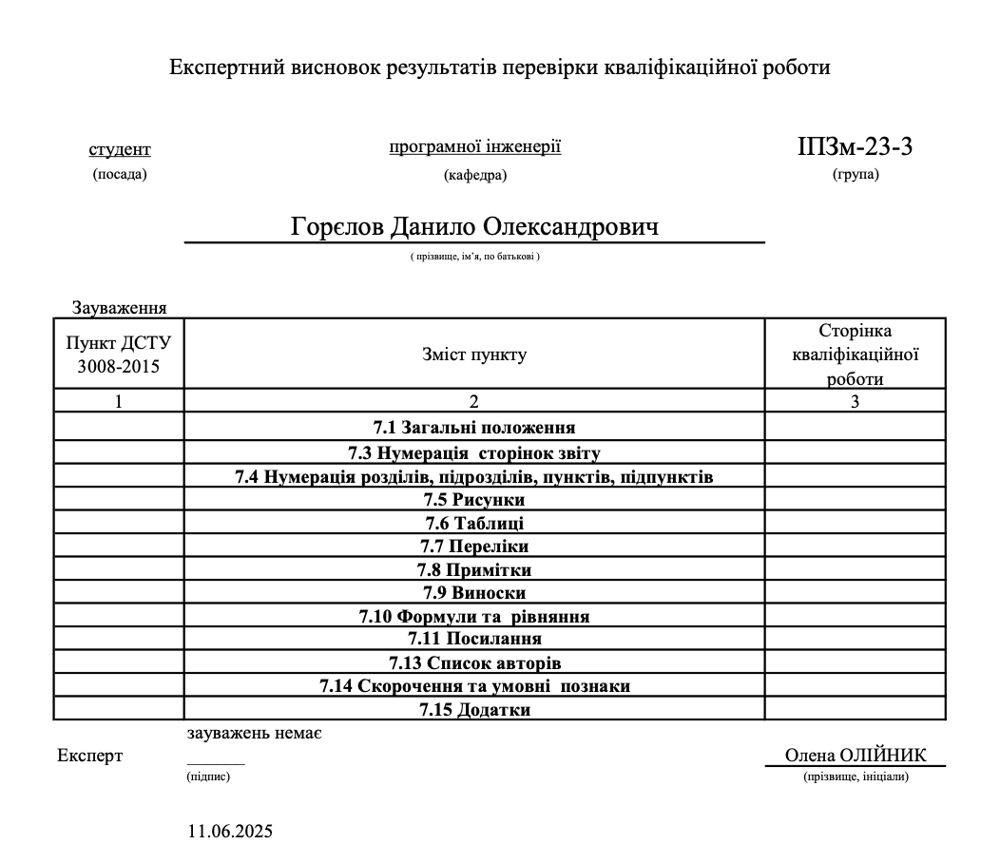 Експертний висновок результатів перевірки кваліфікаційної роботи
студент програмної інженерії ІПЗм-23-3
(посада) (кафедра) (група)
Горєлов Данило Олександрович
( прізвище, ім’я, по батькові )
Зауваження
Пункт ДСТУ 3008-2015 Зміст пункту Сторінка кваліфікаційної роботи
1 2 3
7.1 Загальні положення
7.3 Нумерація сторінок звіту
7.4 Нумерація розділів, підрозділів, пунктів, підпунктів
7.5 Рисунки
7.6 Таблиці
7.7 Переліки
7.8 Примітки
7.9 Виноски
7.10 Формули та рівняння
7.11 Посилання
7.13 Список авторів
7.14 Скорочення та умовні познаки
7.15 Додатки
зауважень немає
Експерт _______ Олена ОЛІЙНИК
(підпис) (прізвище, ініціали)
11.06.2025